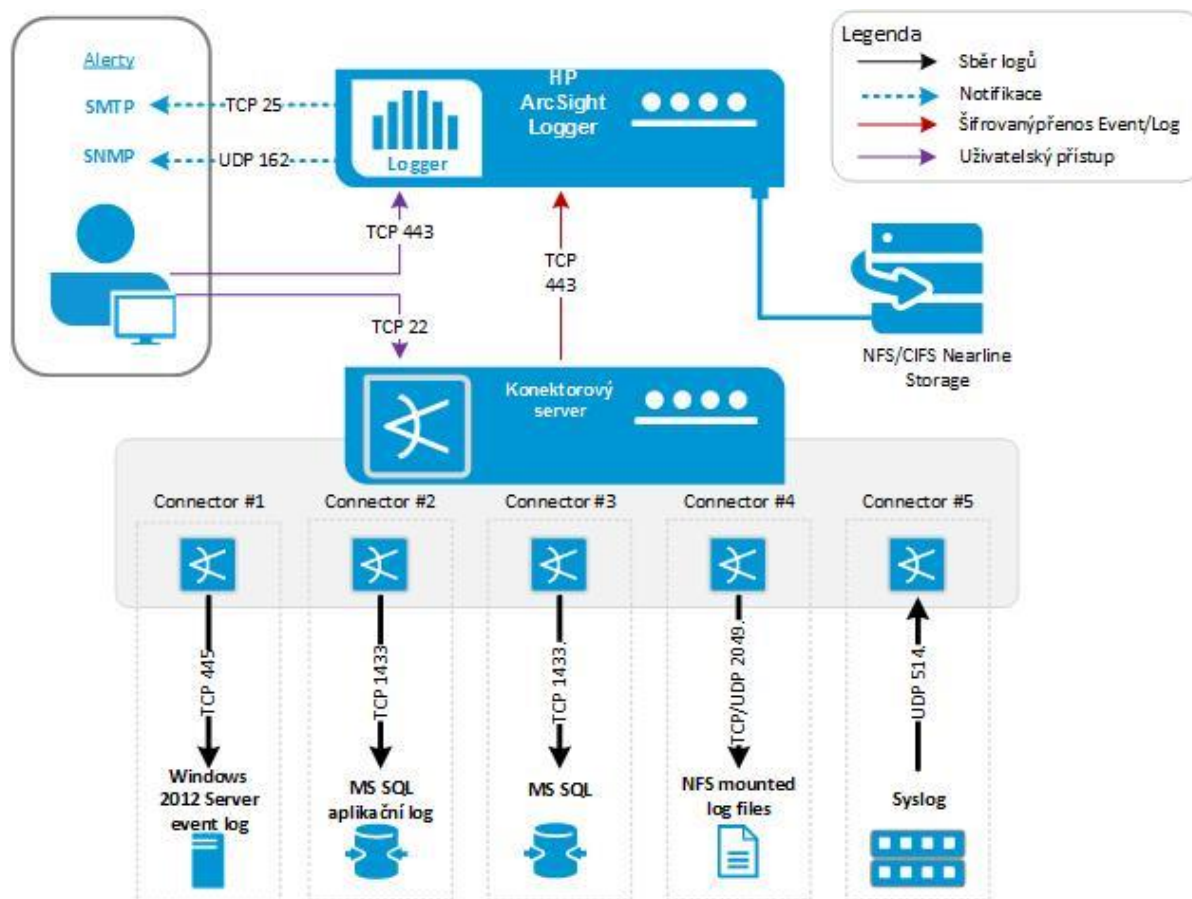 Alerty
SMTP
TCP 25
SNMP
UDP 162
HP
ArcSight
Logger
Logger
Legenda
Sběr logů
Notifikace
Šifrovanýpřenos Event/Log
Uživatelský přístup
TCP 443
TCP
443
TCP 22
NFS/CIFS Nearline
Storage
Konektorový
server
Connector #1
Connector #2
Connector #3
Connector #4
Connector #5
TCP 445
TCP 1433
TCP 1433.
TCP/UDP 2049.
UDP 514.
Windows
2012 Server
event log
MS SQL
aplikační log
MS SQL
NFS mounted
log files
Syslog